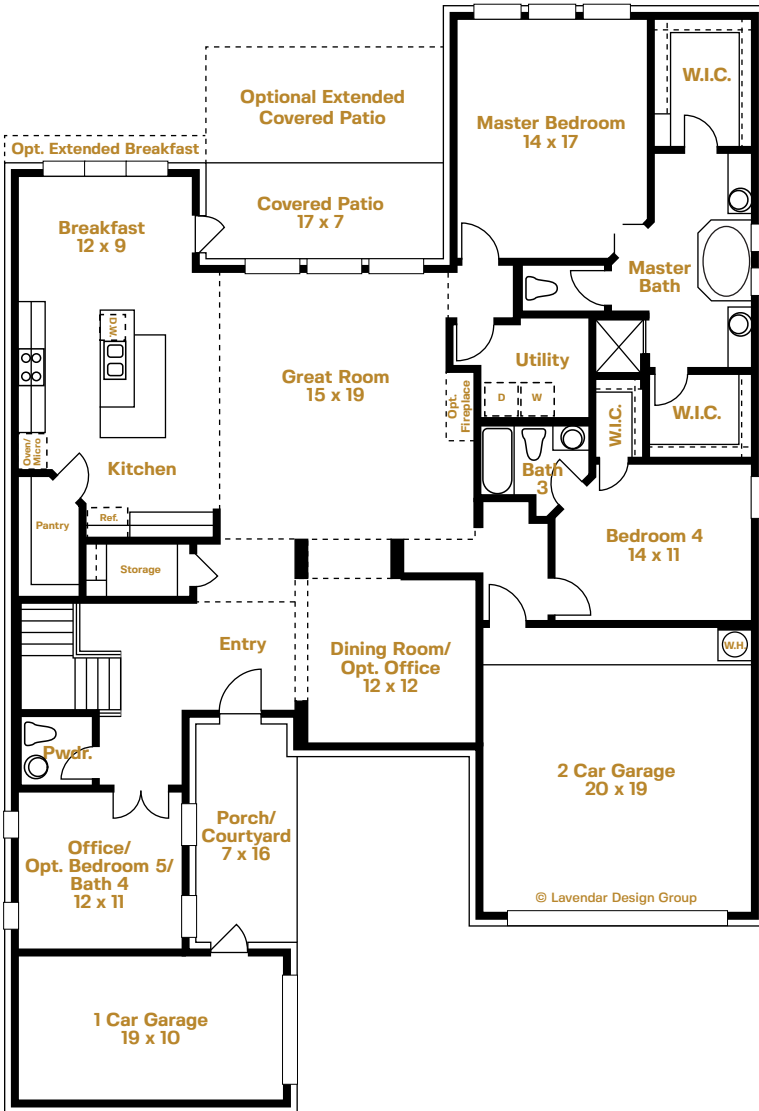 W.I.C.
Optional Extended
Covered Patio
Master Bedroom
14 x 17
Opt. Extended Breakfast
Covered Patio
17 x 7
Breakfast
12 x 9
Master
Bath
D.W.
Utility
Great Room
15 x 19
D
W
Opt.
Fireplace
W.I.C.
W.I.C.
Oven/
Micro
Kitchen
Bath
3
Pantry
Ref.
Bedroom 4
14 x 11
Storage
Entry
Dining Room/
Opt. Office
12 x 12
W.H.
Pwdr.
2 Car Garage
20 x 19
Porch/
Courtyard
7 x 16
Office/
Opt. Bedroom 5/
Bath 4
12 x 11
© Lavendar Design Group
1 Car Garage
19 x 10